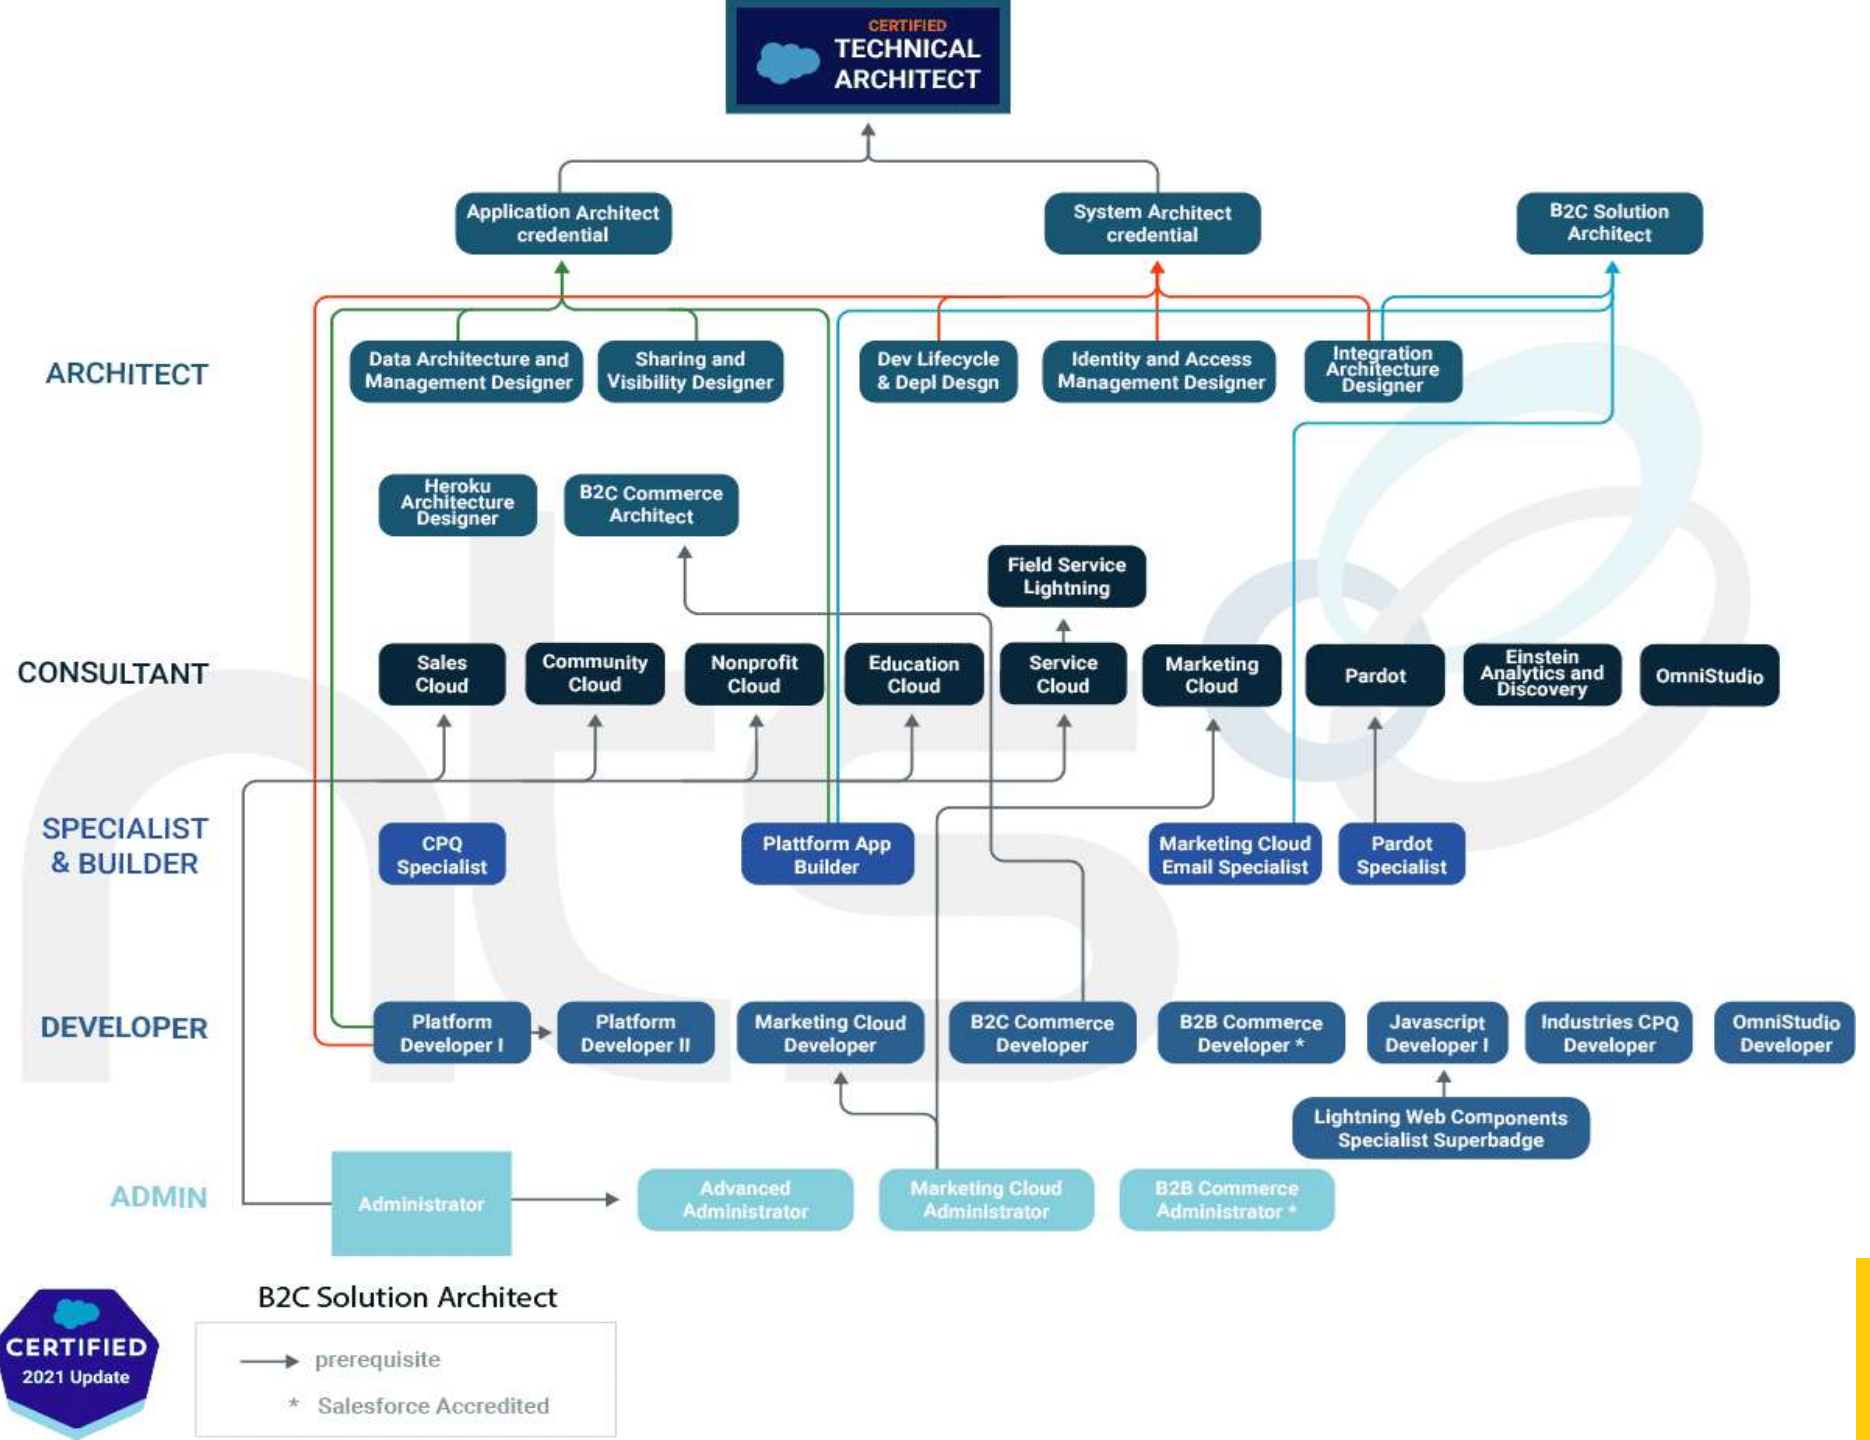 CERTIFIED
TECHNICAL
ARCHITECT
Application Architect
credential
System Architect
credential
B2C Solution
Architect
ARCHITECT
Data Architecture and
Management Designer
Sharing and
Visibility Designer
Dev Lifecycle
& Depl Desgn
Identity and Access
Management Designer
Integration
Architecture
Designer
Heroku
Architecture
Designer
B2C Commerce
Architect
Field Service
Lightning
CONSULTANT
Sales
Cloud
Community
Cloud
Nonprofit
Cloud
Education
Cloud
Service
Cloud
Marketing
Cloud
Pardot
Einstein
Analytics and
Discovery
OmniStudio
SPECIALIST
& BUILDER
CPQ
Specialist
Plattform App
Builder
Marketing Cloud
Email Specialist
Pardot
Specialist
DEVELOPER
Platform
Developer I
Platform
Developer II
Marketing Cloud
Developer
B2C Commerce
Developer
B2B Commerce
Developer *
Javascript
Developer I
Industries CPQ
Developer
OmniStudio
Developer
Lightning Web Components
Specialist Superbadge
ADMIN
Administrator
Advanced
Administrator
Marketing Cloud
Administrator
B2B Commerce
Administrator *
nts
CERTIFIED
2021 Update
B2C Solution Architect
prerequisite
* Salesforce Accredited